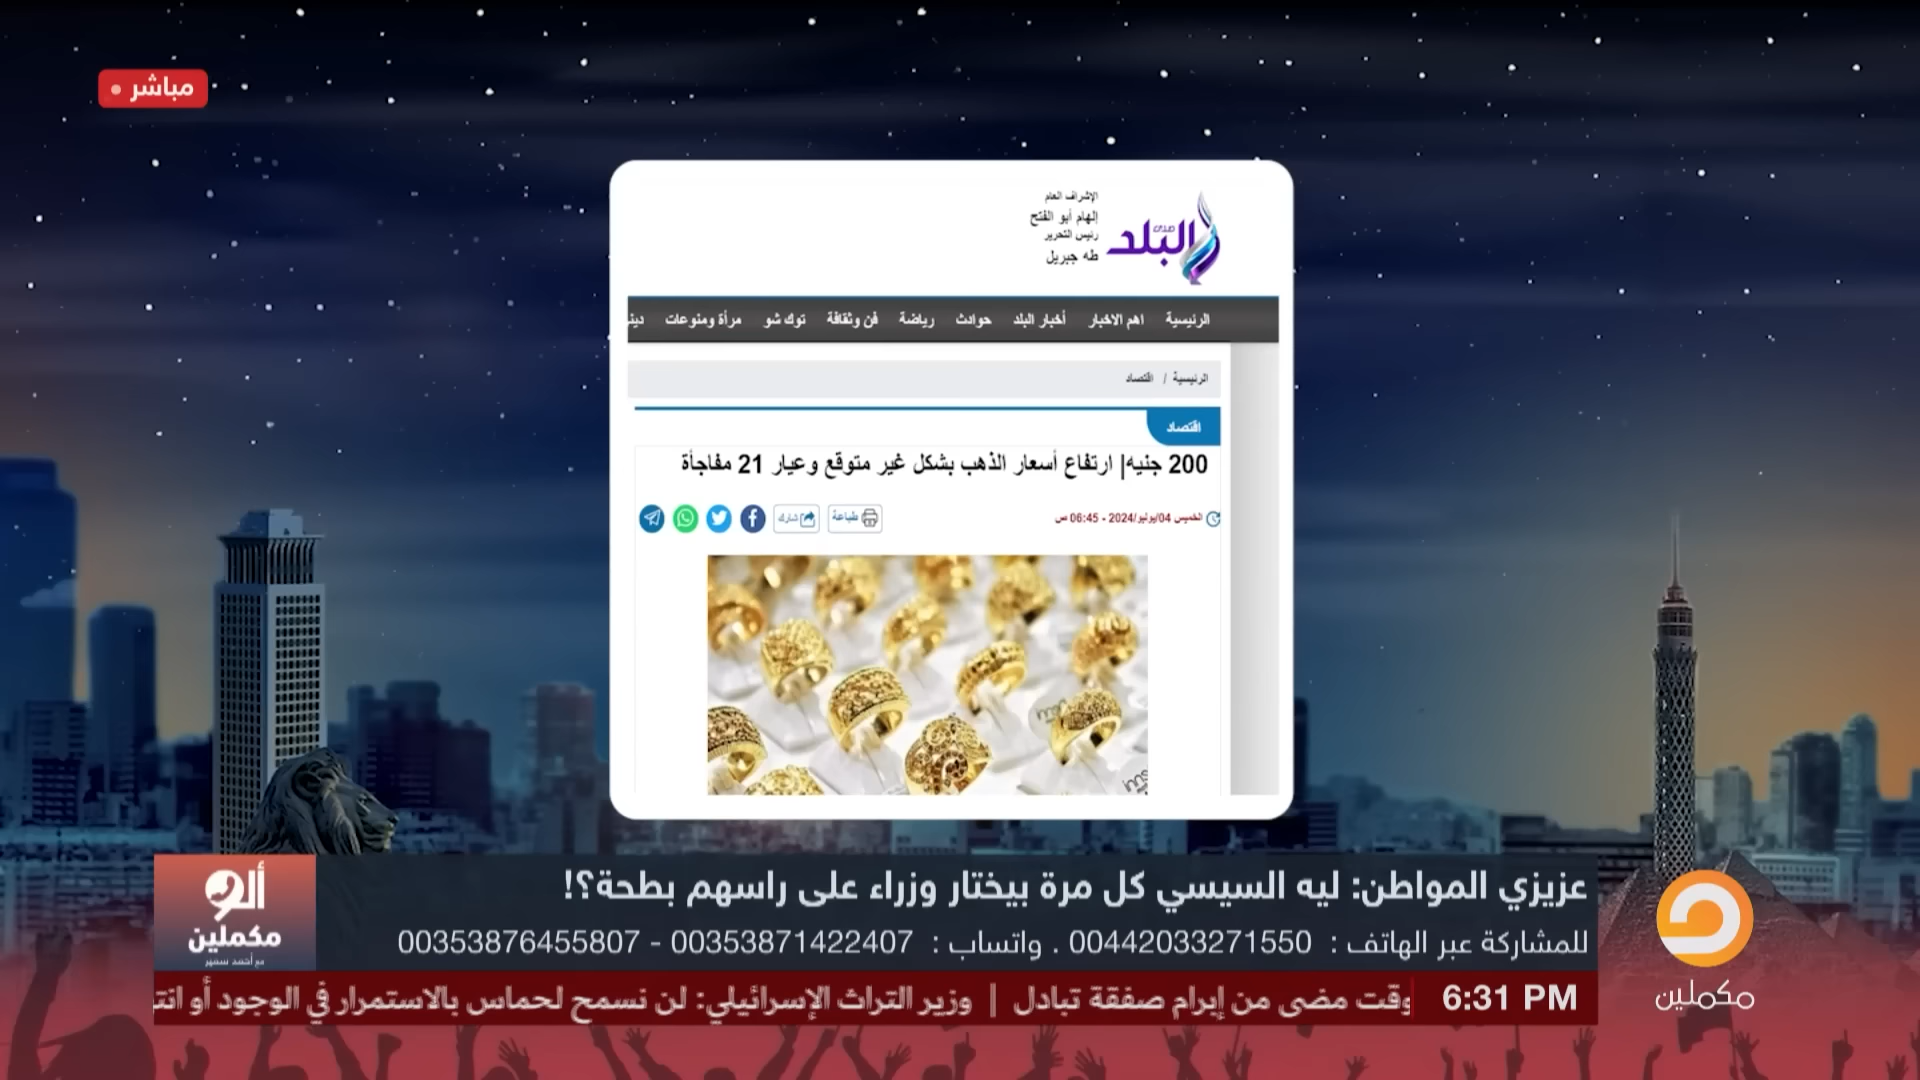 مباشر
الإشراف العام
إلهام أبو الفتح
رئيس التحرير
طه جبريل
صدى البلد
الرئيسية اهم الاخبار أخبار البلد حوادث رياضة فن وثقافة توك شو مرأة ومنوعات
الرئيسية / اقتصاد
اقتصاد
200 جنيه| ارتفاع أسعار الذهب بشكل غير متوقع وعيار 21 مفاجأة
الخميس 04/يوليو/2024 - 06:45 ص
طباعة شارك
عزيزي المواطن: ليه السيسي كل مرة بيختار وزراء على راسهم بطحة؟!
للمشاركة عبر الهاتف : 00442033271550 . واتساب : 00353871422407 - 00353876455807
ألو مكملين
مع أحمد سمير
6:31 PM
وقت مضى من إبرام صفقة تبادل | وزير التراث الإسرائيلي: لن نسمح لحماس بالاستمرار في الوجود أو
مكملين